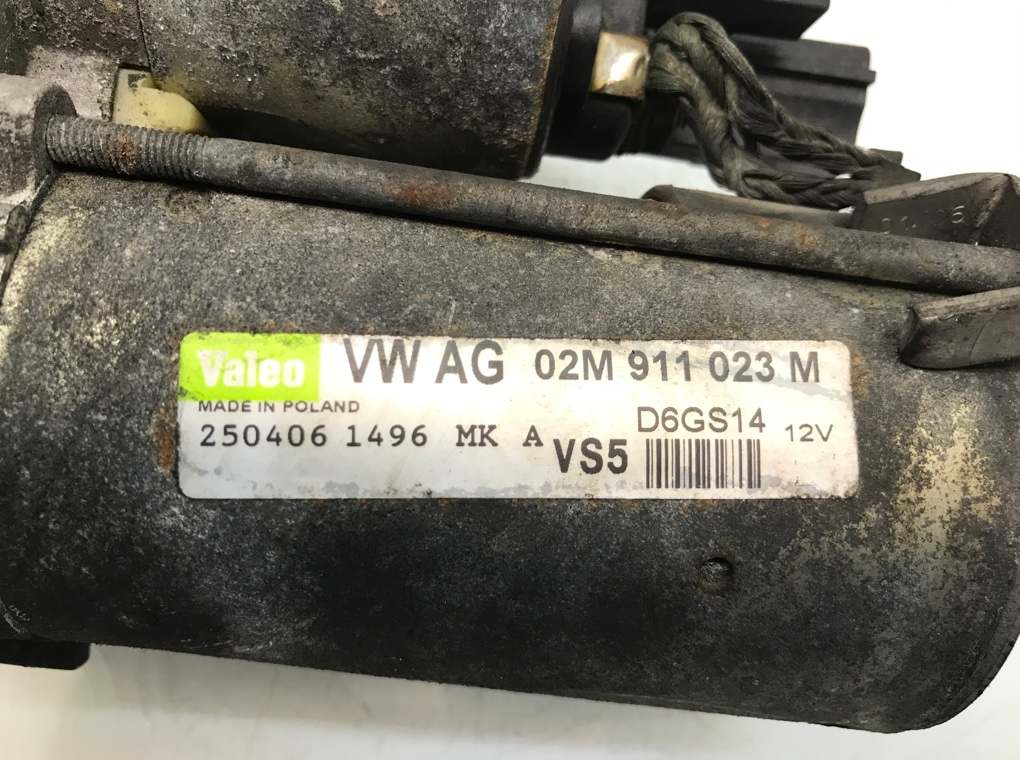 Valeo VW AG 02M 911 023 M
MADE IN POLAND
D6GS14 12V
250406 1496 MK A
VS5